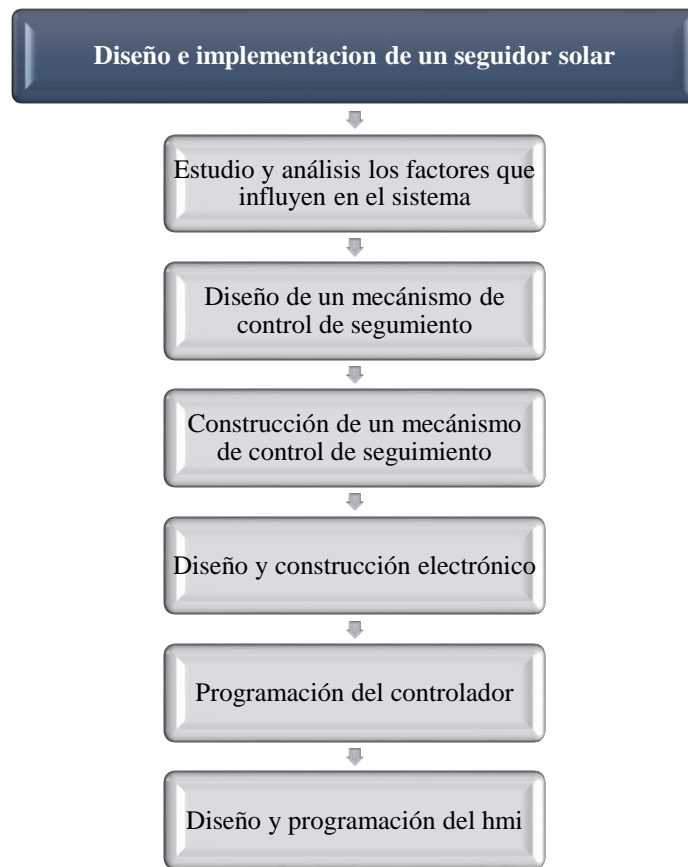 Diseño e implementacion de un seguidor solar
Estudio y análisis los factores que
influyen en el sistema
Diseño de un mecánismo de
control de segumiento
Construcción de un mecánismo
de control de seguimiento
Diseño y construcción electrónico
Programación del controlador
Diseño y programación del hmi